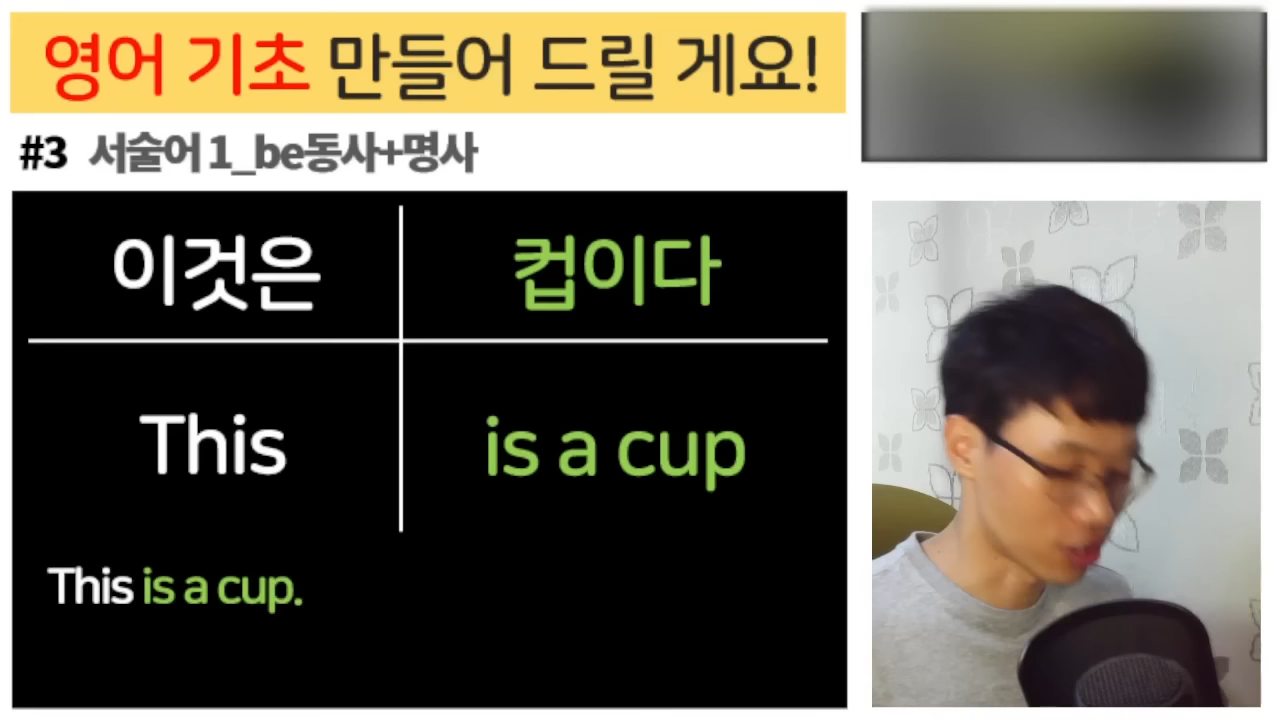 영어 기초 만들어 드릴 게요!
#3 서술어 1_be동사+명사
이것은 컵이다
This is a cup
This is a cup.